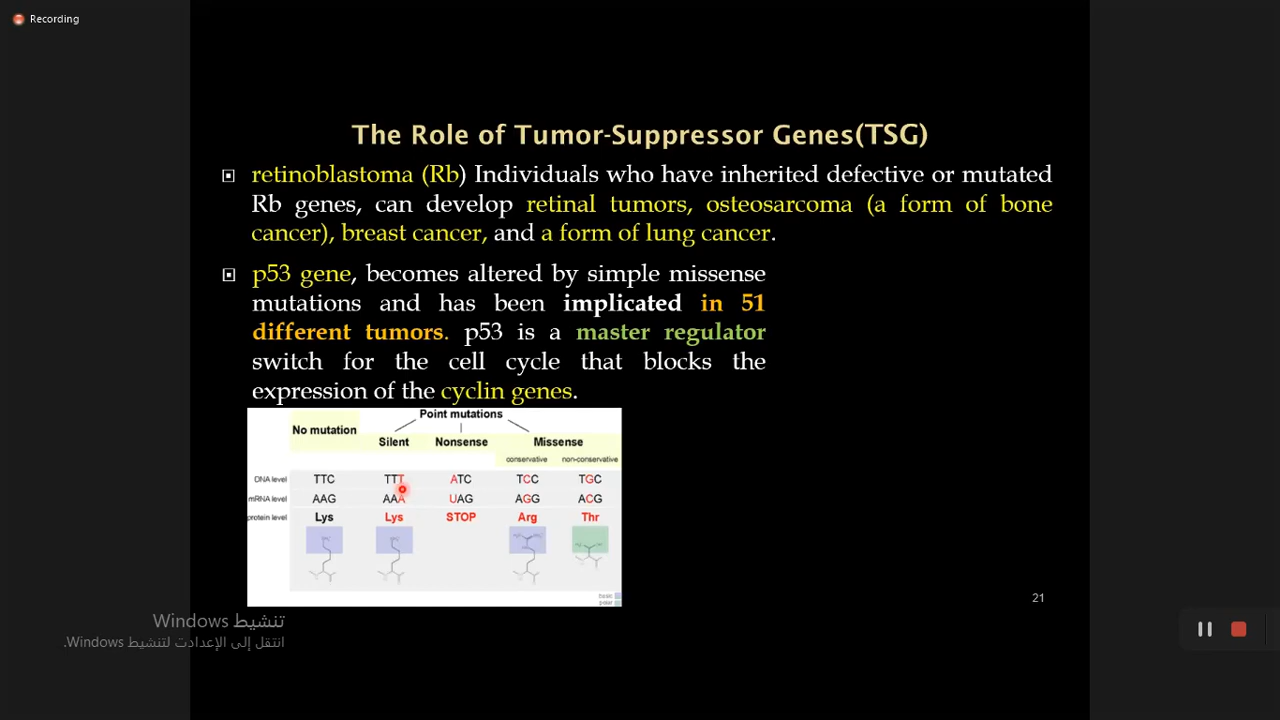 Recording
The Role of Tumor-Suppressor Genes(TSG)
retinoblastoma (Rb) Individuals who have inherited defective or mutated
Rb genes, can develop retinal tumors, osteosarcoma (a form of bone
cancer), breast cancer, and a form of lung cancer.
p53 gene, becomes altered by simple missense
mutations and has been implicated in 51
different tumors. p53 is a master regulator
switch for the cell cycle that blocks the
expression of the cyclin genes.
Point mutations
No mutation
Silent Nonsense Missense
conservative non-conservative
DNA level TTC TTT ATC TCC TGC
mRNA level AAG AAA UAG AGG ACG
protein level Lys Lys STOP Arg Thr
basic
polar
21
تنشيط Windows
انتقل إلى الإعدادت لتنشيط Windows.